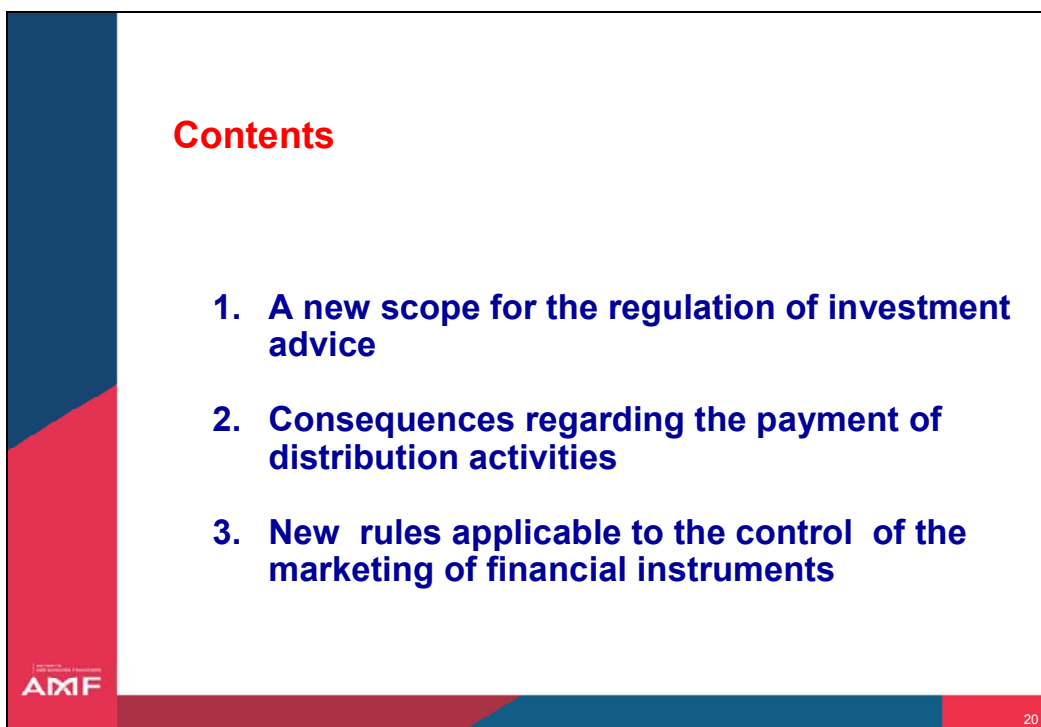 Contents
1. A new scope for the regulation of investment
advice
2. Consequences regarding the payment of
distribution activities
3. New rules applicable to the control of the
marketing of financial instruments
AMF
20